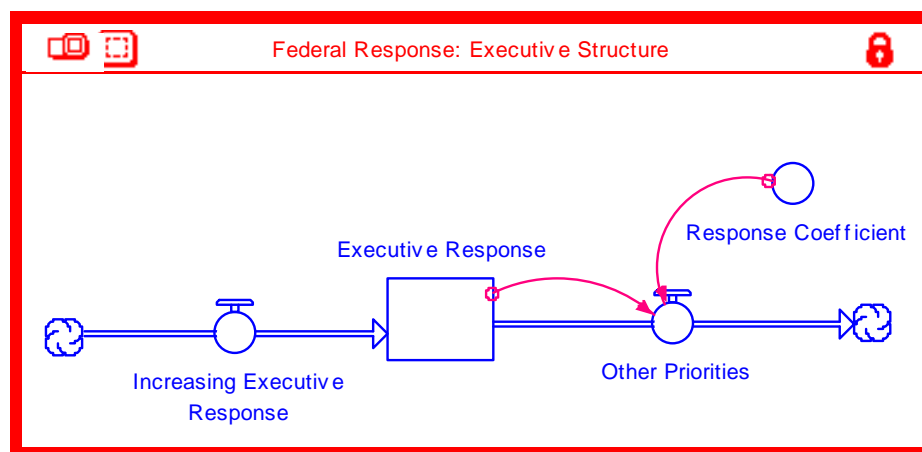 Federal Response: Executive Structure
Response Coefficient
Executive Response
Increasing Executive
Response
Other Priorities